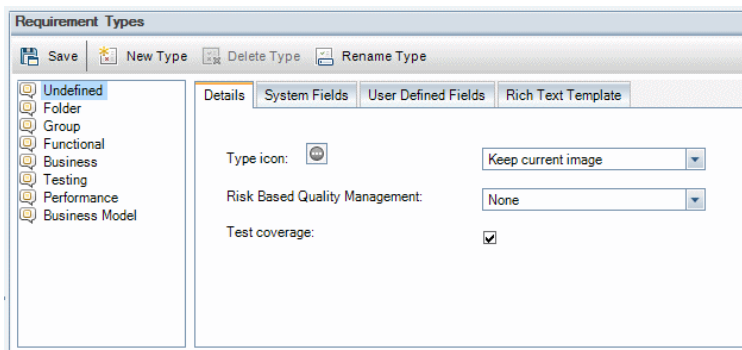 Requirement Types
Save New Type Delete Type Rename Type
Undefined
Folder
Group
Functional
Business
Testing
Performance
Business Model
Details System Fields User Defined Fields Rich Text Template
Type icon: Keep current image
Risk Based Quality Management: None
Test coverage: